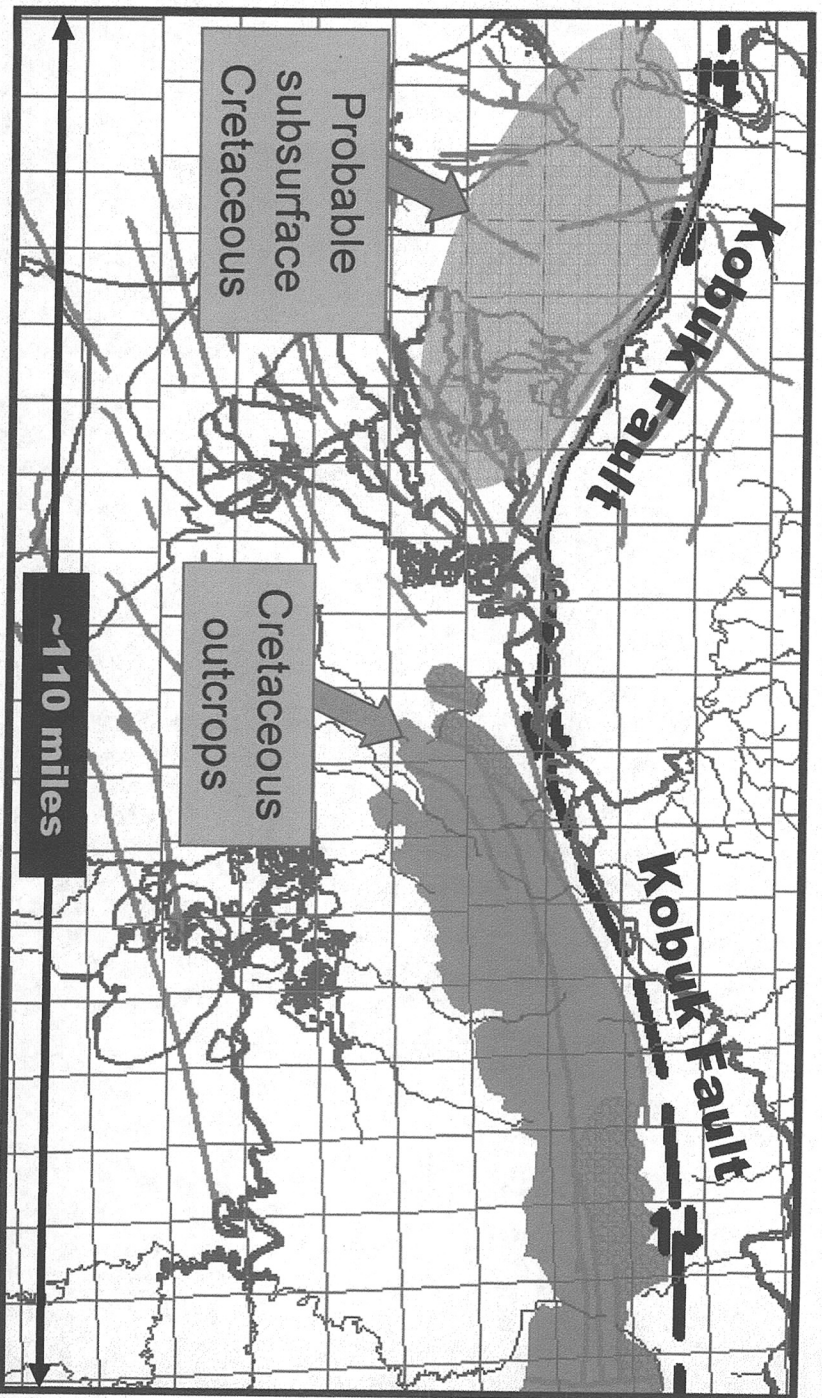 Kobuk Fault
Kobuk Fault
Probable
subsurface
Cretaceous
Cretaceous
outcrops
~110 miles